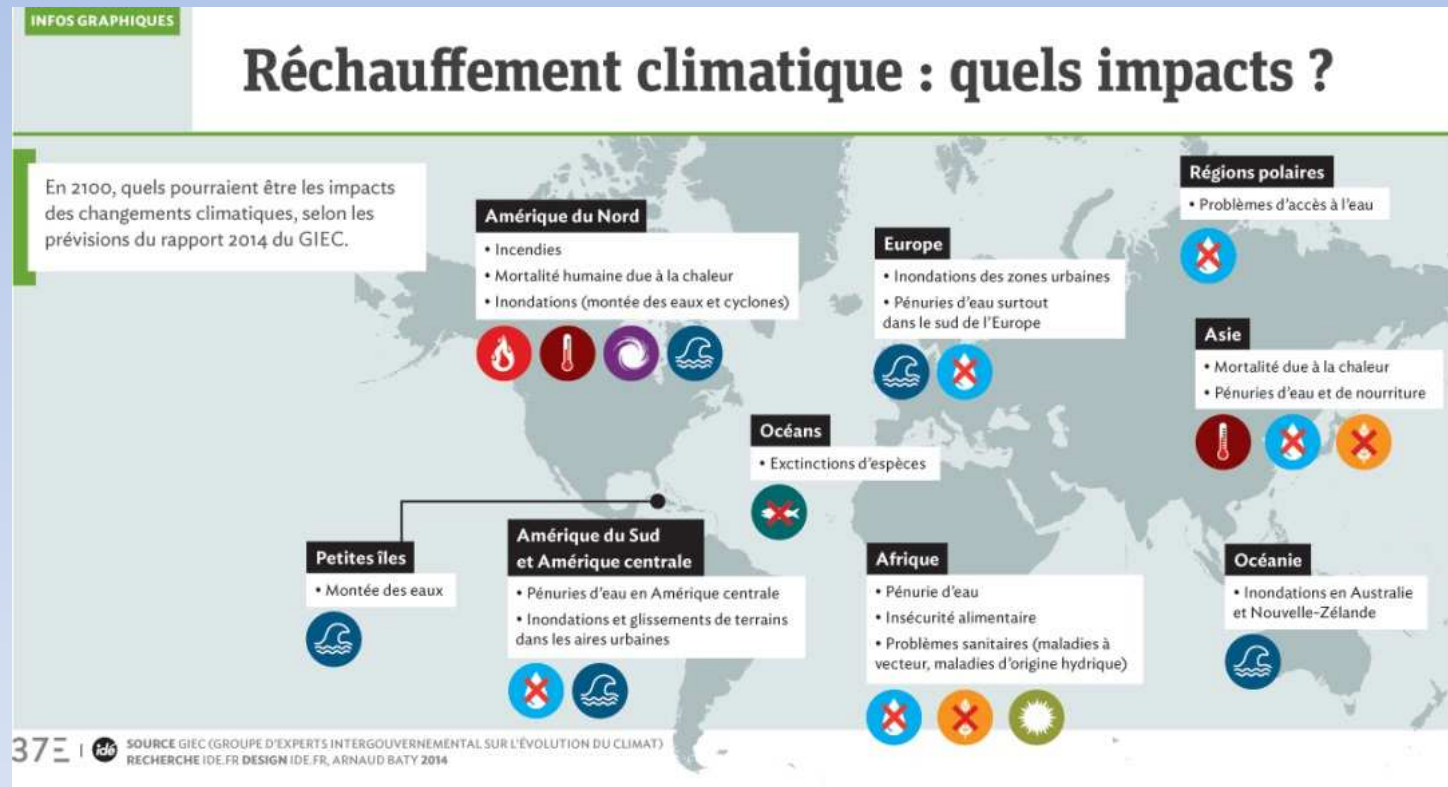 INFOS GRAPHIQUES
Réchauffement climatique : quels impacts ?
En 2100, quels pourraient être les impacts
des changements climatiques, selon les
prévisions du rapport 2014 du GIEC.
Amérique du Nord
• Incendies
• Mortalité humaine due à la chaleur
• Inondations (montée des eaux et cyclones)
Europe
• Inondations des zones urbaines
• Pénuries d'eau surtout
dans le sud de l'Europe
Régions polaires
• Problèmes d'accès à l'eau
Asie
• Mortalité due à la chaleur
• Pénuries d'eau et de nourriture
Océans
• Exctinctions d'espèces
Petites îles
• Montée des eaux
Amérique du Sud
et Amérique centrale
• Pénuries d'eau en Amérique centrale
• Inondations et glissements de terrains
dans les aires urbaines
Afrique
• Pénurie d'eau
• Insécurité alimentaire
• Problèmes sanitaires (maladies à
vecteur, maladies d'origine hydrique)
Océanie
• Inondations en Australie
et Nouvelle-Zélande
37E | idé SOURCE GIEC (GROUPE D'EXPERTS INTERGOUVERNEMENTAL SUR L'ÉVOLUTION DU CLIMAT)
RECHERCHE IDE.FR DESIGN IDE.FR, ARNAUD BATY 2014